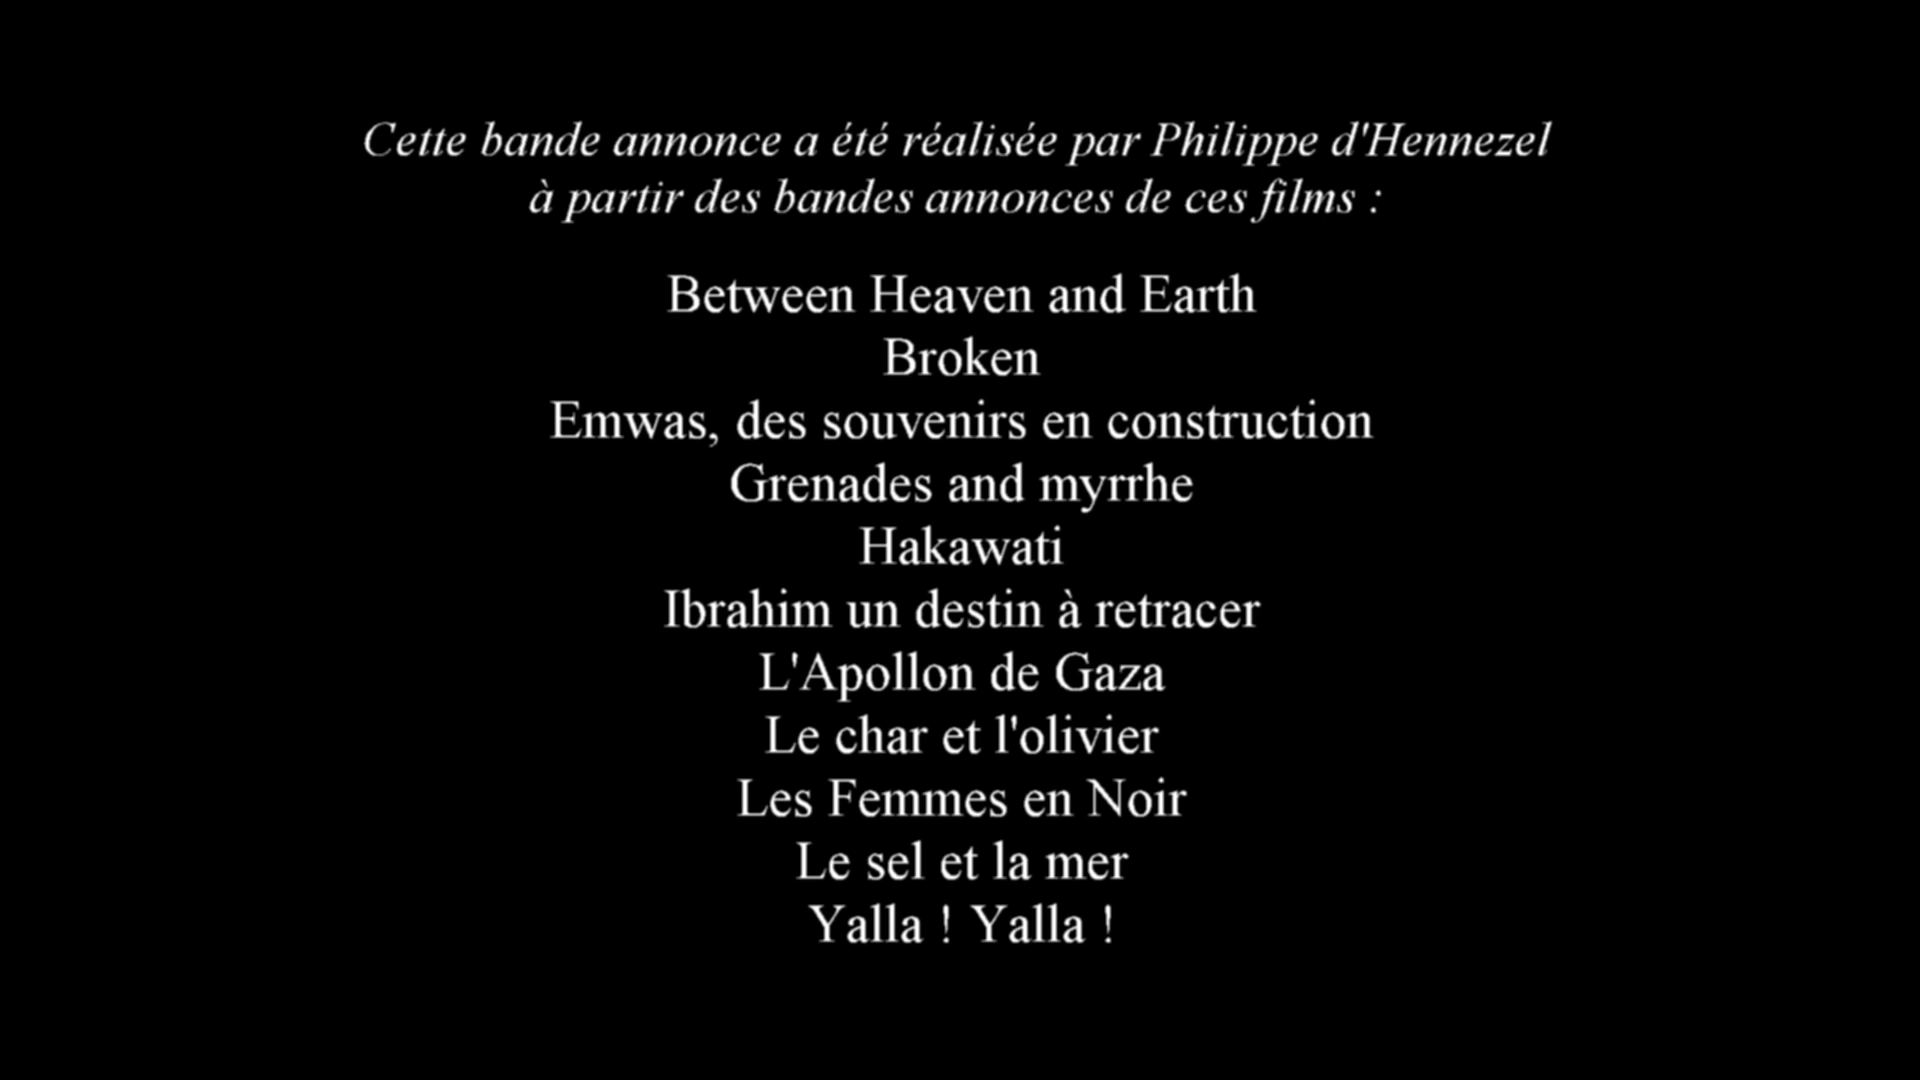 Cette bande annonce a été réalisée par Philippe d'Hennezel
à partir des bandes annonces de ces films :
Between Heaven and Earth
Broken
Emwas, des souvenirs en construction
Grenades and myrrhe
Hakawati
Ibrahim un destin à retracer
L'Apollon de Gaza
Le char et l'olivier
Les Femmes en Noir
Le sel et la mer
Yalla ! Yalla !